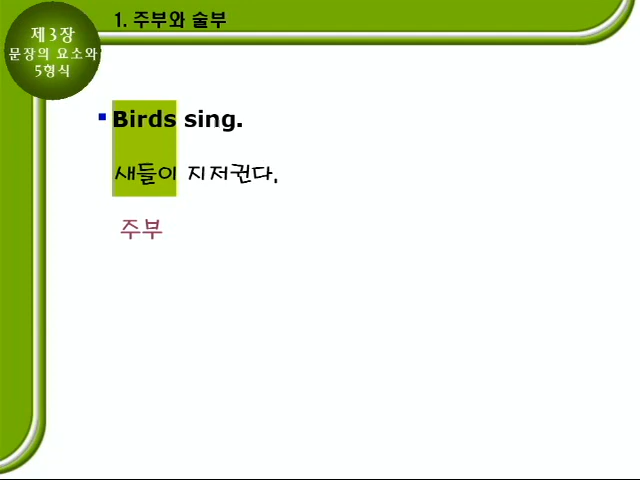 제3장
문장의 요소와
5형식
1. 주부와 술부
Birds sing.
새들이 지저귄다.
주부